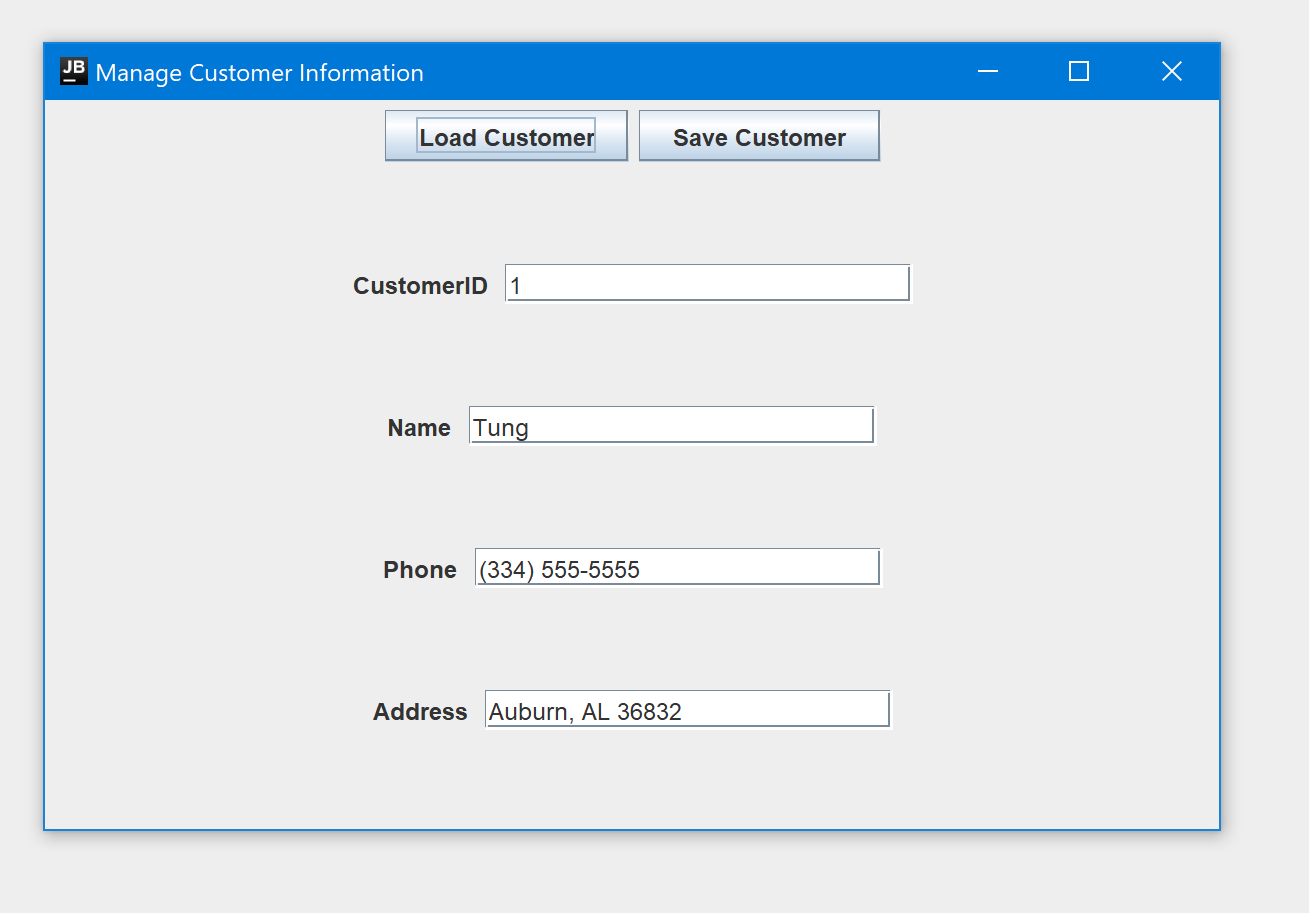 JB Manage Customer Information
Load Customer Save Customer
CustomerID 1
Name Tung
Phone (334) 555-5555
Address Auburn, AL 36832